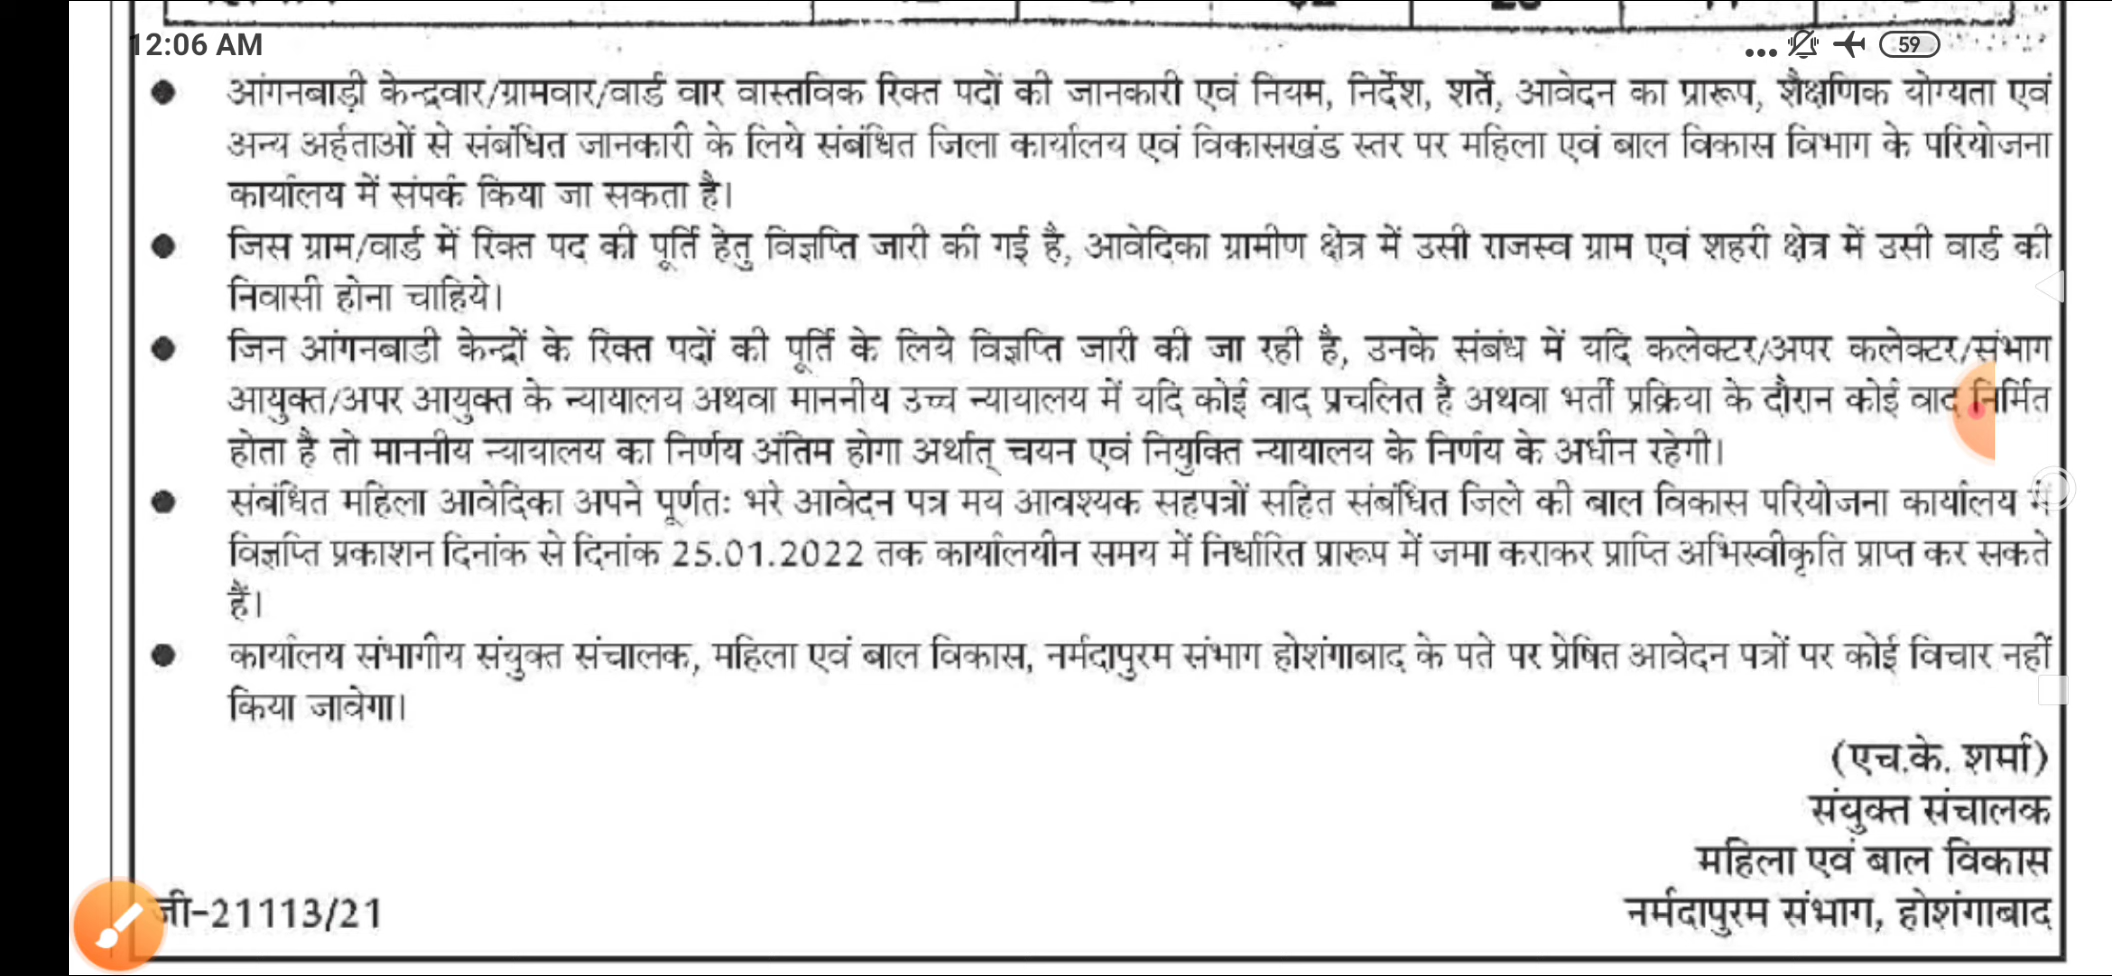 12:06 AM
59
आंगनबाड़ी केन्द्रवार/ग्रामवार/वार्ड वार वास्तविक रिक्त पदों की जानकारी एवं नियम, निर्देश, शर्ते, आवेदन का प्रारूप, शैक्षणिक योग्यता एवं
अन्य अर्हताओं से संबंधित जानकारी के लिये संबंधित जिला कार्यालय एवं विकासखंड स्तर पर महिला एवं बाल विकास विभाग के परियोजना
कार्यालय में संपर्क किया जा सकता है।
जिस ग्राम/वार्ड में रिक्त पद की पूर्ति हेतु विज्ञप्ति जारी की गई है, आवेदिका ग्रामीण क्षेत्र में उसी राजस्व ग्राम एवं शहरी क्षेत्र में उसी वार्ड की
निवासी होना चाहिये।
जिन आंगनबाडी केन्द्रों के रिक्त पदों की पूर्ति के लिये विज्ञप्ति जारी की जा रही है, उनके संबंध में यदि कलेक्टर/अपर कलेक्टर/संभाग
आयुक्त/अपर आयुक्त के न्यायालय अथवा माननीय उच्च न्यायालय में यदि कोई वाद प्रचलित है अथवा भर्ती प्रक्रिया के दौरान कोई वाद निर्मित
होता है तो माननीय न्यायालय का निर्णय अंतिम होगा अर्थात् चयन एवं नियुक्ति न्यायालय के निर्णय के अधीन रहेगी।
संबंधित महिला आवेदिका अपने पूर्णतः भरे आवेदन पत्र मय आवश्यक सहपत्रों सहित संबंधित जिले की बाल विकास परियोजना कार्यालय में
विज्ञप्ति प्रकाशन दिनांक से दिनांक 25.01.2022 तक कार्यालयीन समय में निर्धारित प्रारूप में जमा कराकर प्राप्ति अभिस्वीकृति प्राप्त कर सकते
हैं।
कार्यालय संभागीय संयुक्त संचालक, महिला एवं बाल विकास, नर्मदापुरम संभाग होशंगाबाद के पते पर प्रेषित आवेदन पत्रों पर कोई विचार नहीं
किया जावेगा।
(एच.के. शर्मा)
संयुक्त संचालक
महिला एवं बाल विकास
नर्मदापुरम संभाग, होशंगाबाद
जी-21113/21